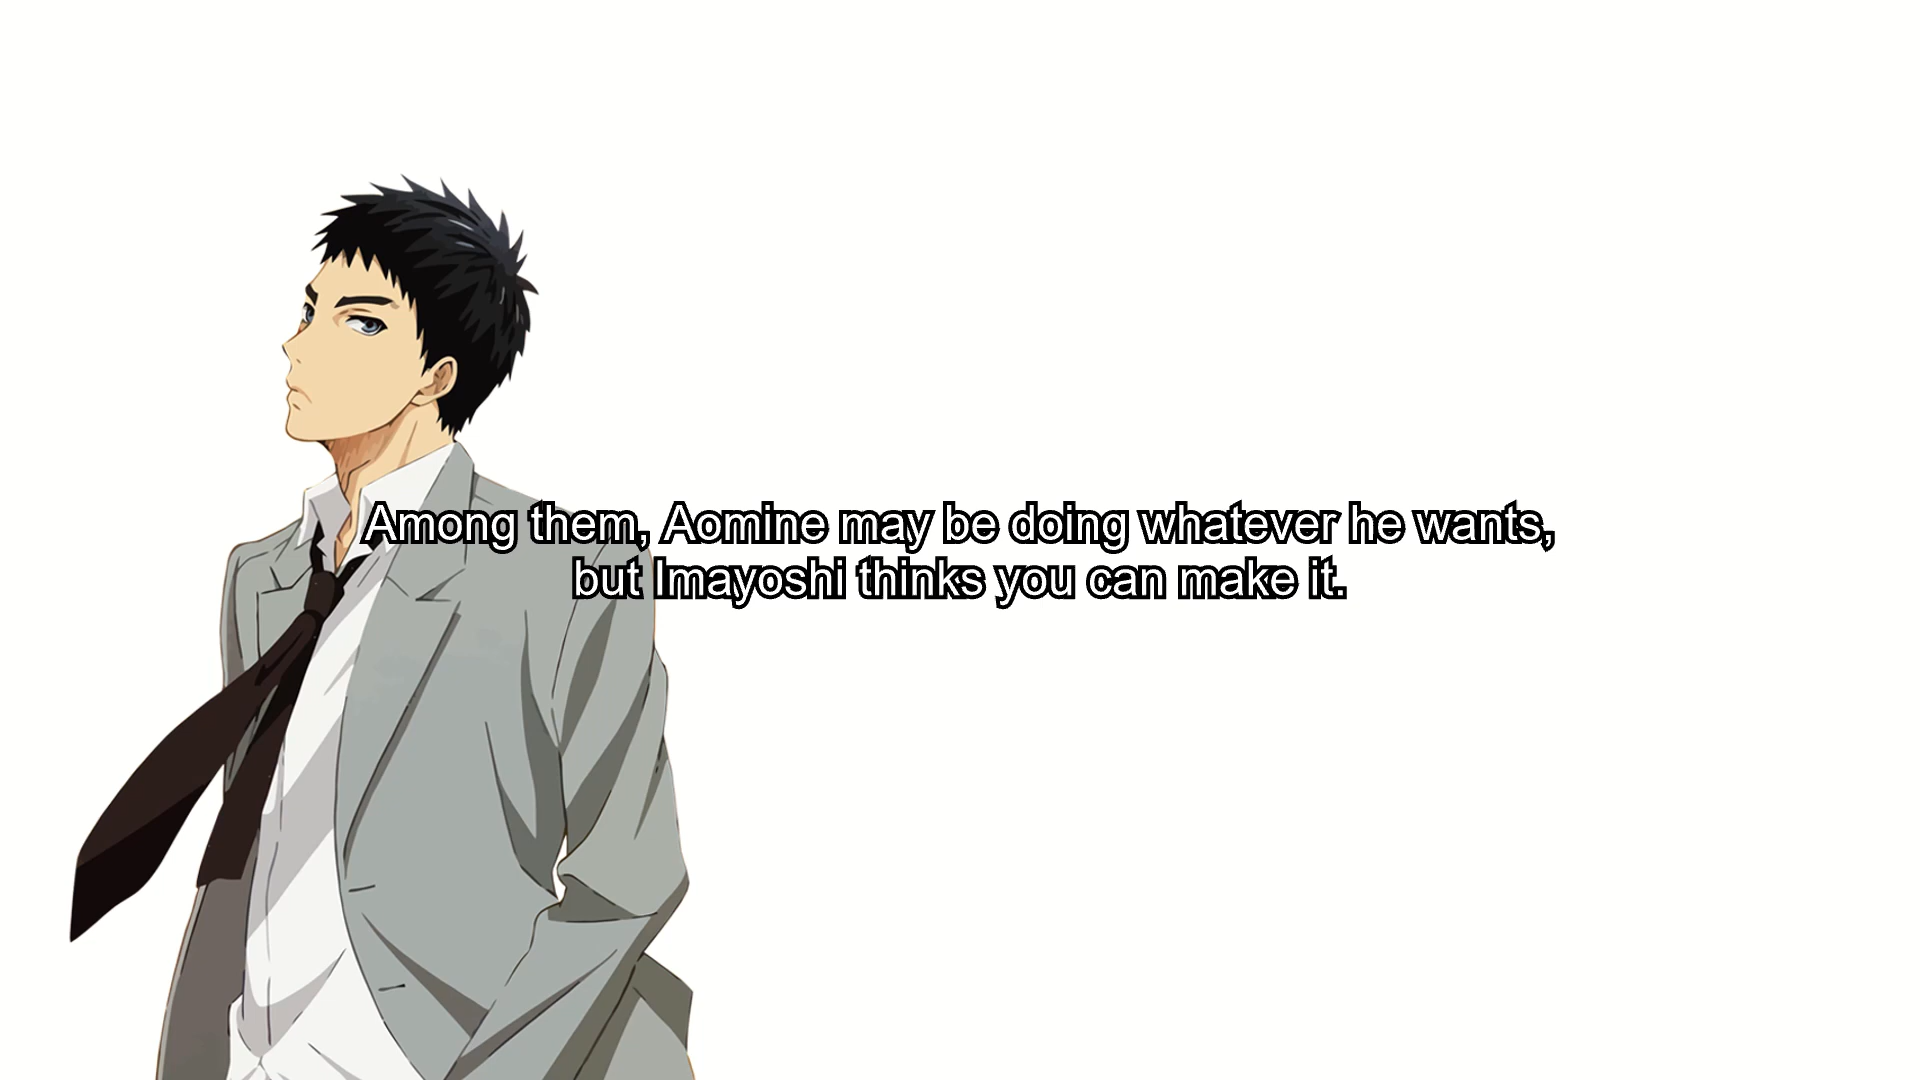 Among them, Aomine may be doing whatever he wants,
but Imayoshi thinks you can make it.